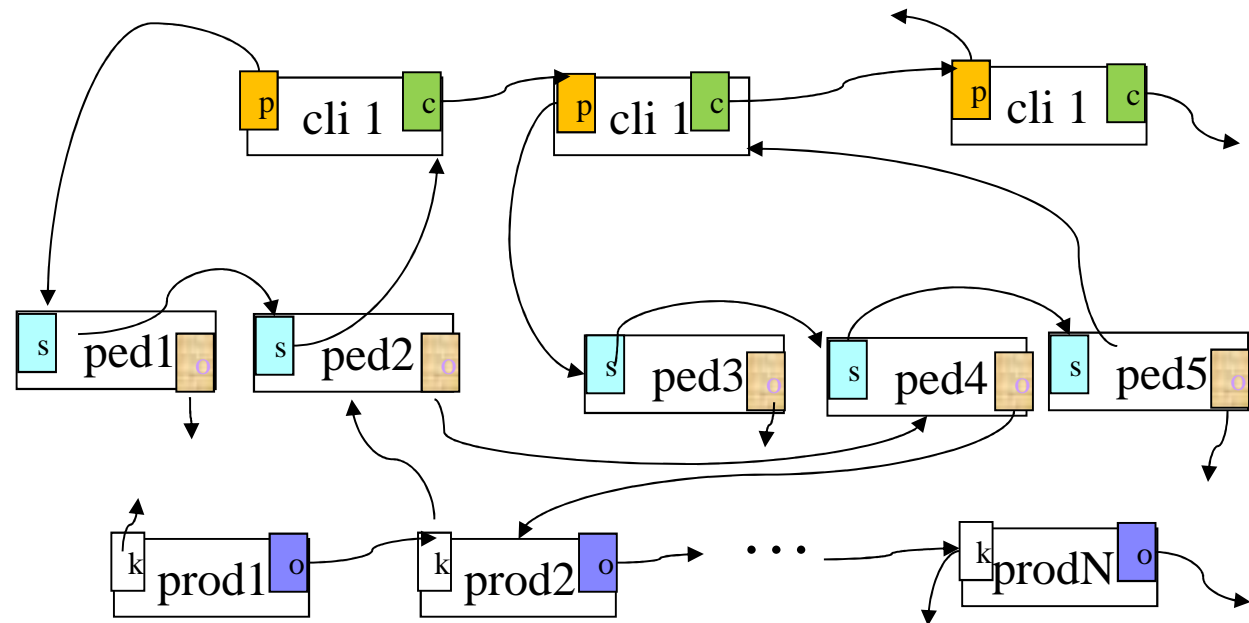 p cli 1 c p cli 1 c p cli 1 c
s ped1 o s ped2 o s ped3 o s ped4 o s ped5 o
k prod1 o k prod2 o ... k prodN o